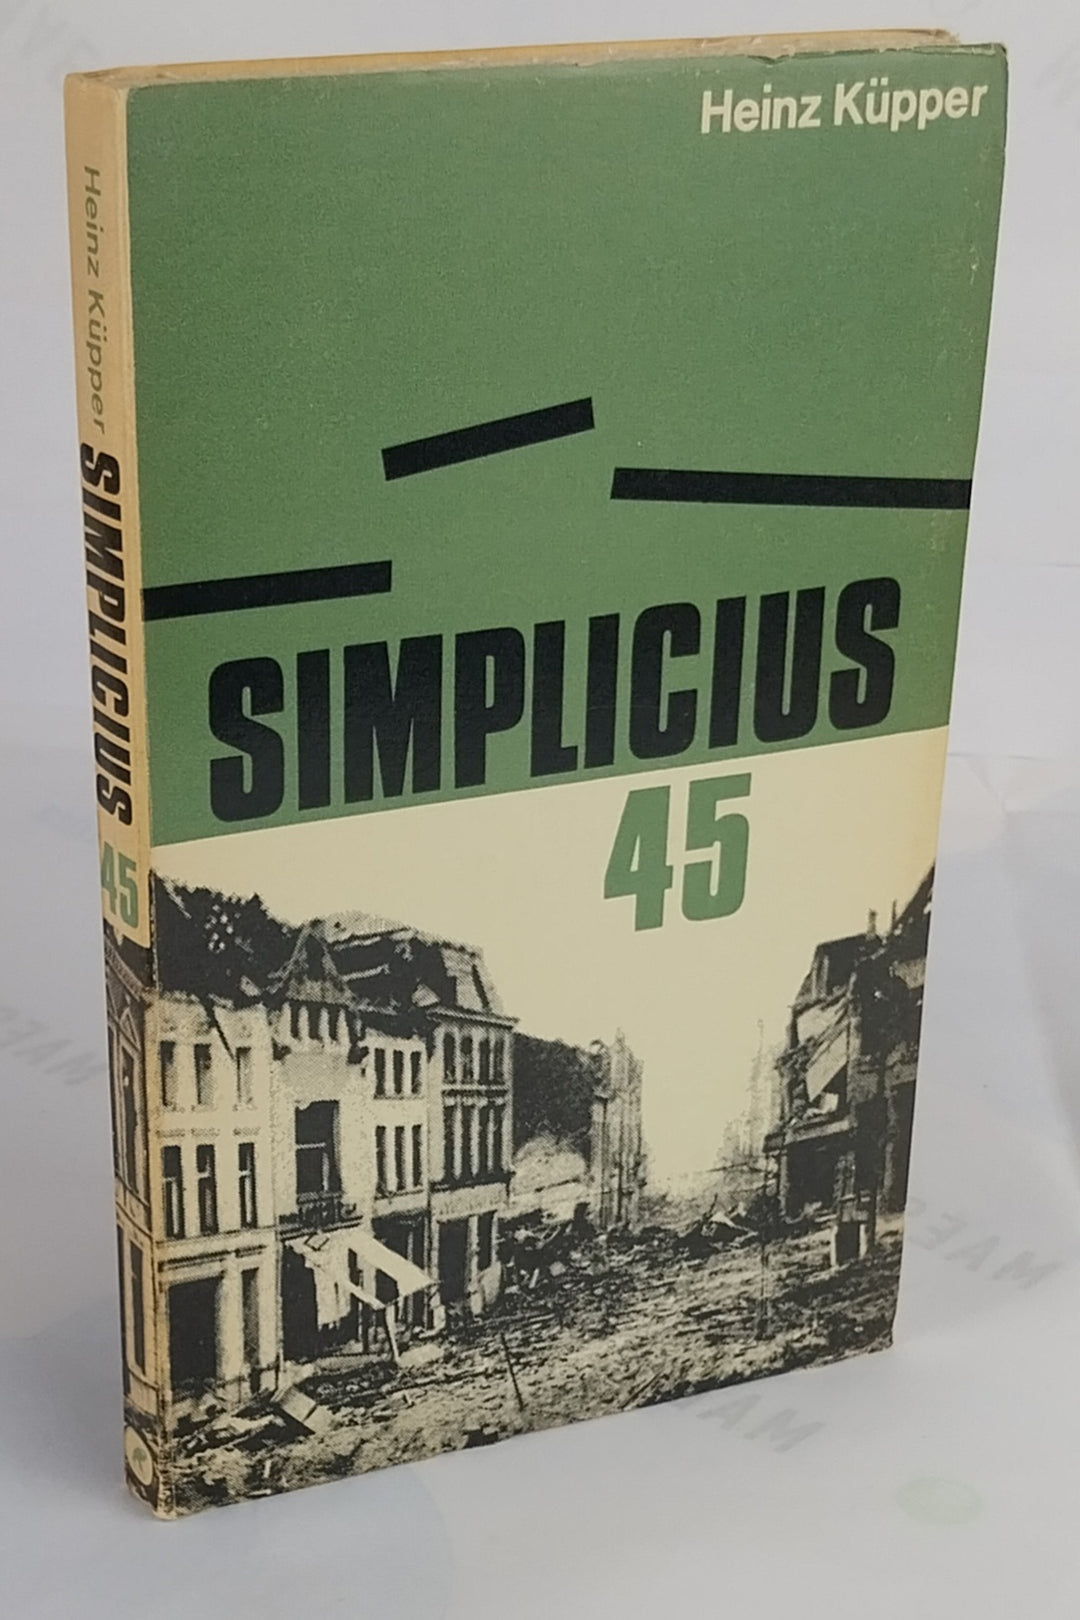 Heinz Küpper
SIMPLICIUS
45
Heinz Küpper SIMPLICIUS 45